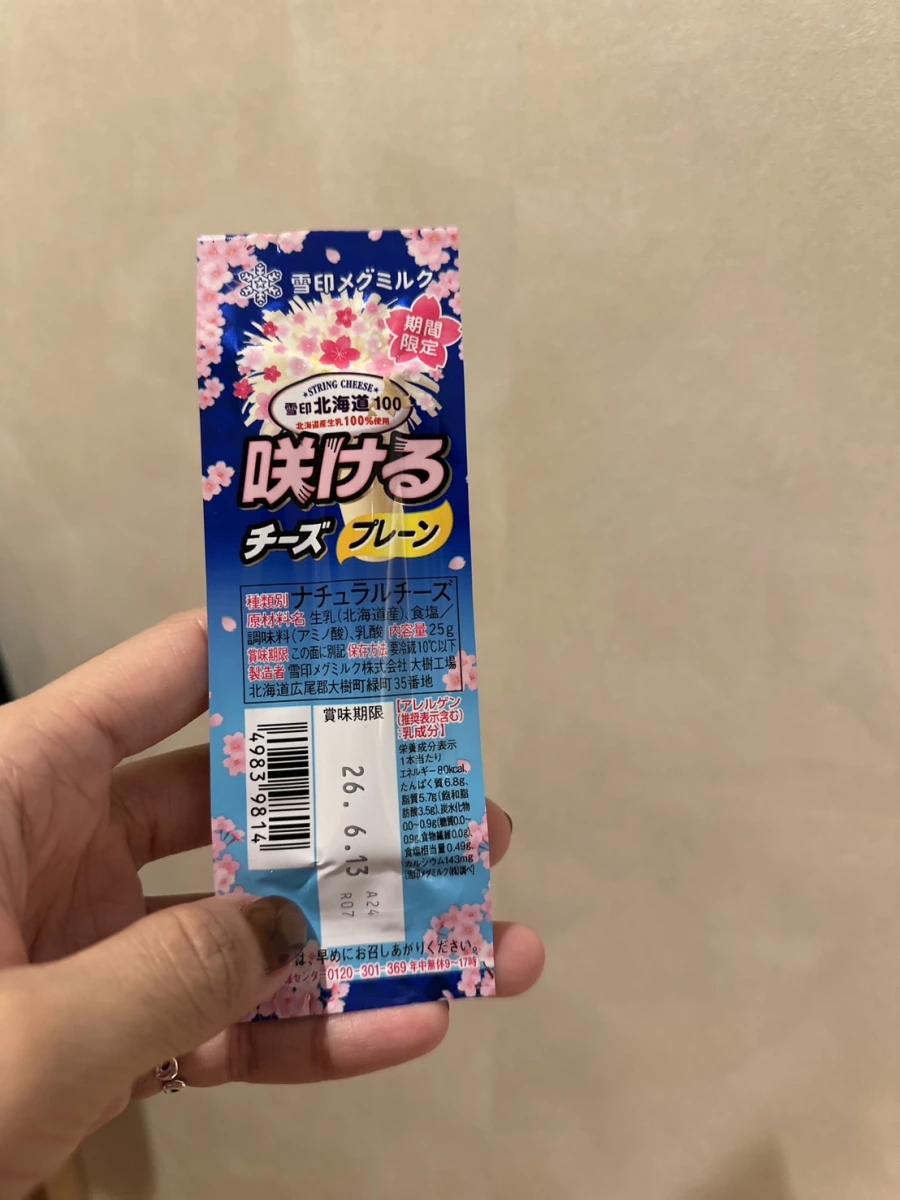 雪印メグミルク
期間
限定
STRING CHEESE
雪印北海道100
北海道産生乳100%使用
咲ける
チーズ プレーン
種類別 ナチュラルチーズ
原材料名 生乳(北海道産)、食塩/
調味料(アミノ酸)、乳酸 内容量 25g
賞味期限 この面に別記 保存方法 要冷蔵10℃以下
製造者 雪印メグミルク株式会社 大樹工場
北海道広尾郡大樹町緑町35番地
賞味期限
26. 6.13
A24
R07
49839814
【アレルゲン
(推奨表示含む)
:乳成分】
栄養成分表示
1本当たり
エネルギー80kcal、
たんぱく質6.8g、
脂質5.7g(飽和脂
肪酸3.5g)、炭水化物
0.0～0.9g(糖質0.0～
0.9g、食物繊維0.0g)、
食塩相当量0.49g、
カルシウム143mg
[雪印メグミルク(株)調べ]
は、早めにお召しあがりください。
センター0120-301-369 年中無休9～17時